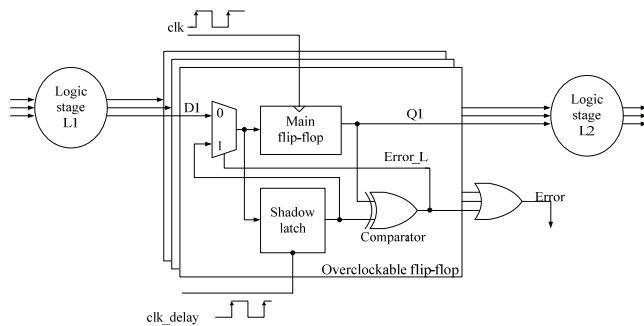 clk
Logic
stage
L1
D1
0
1
Main
flip-flop
Q1
Logic
stage
L2
Error_L
Shadow
latch
Comparator
Error
Overclockable flip-flop
clk_delay